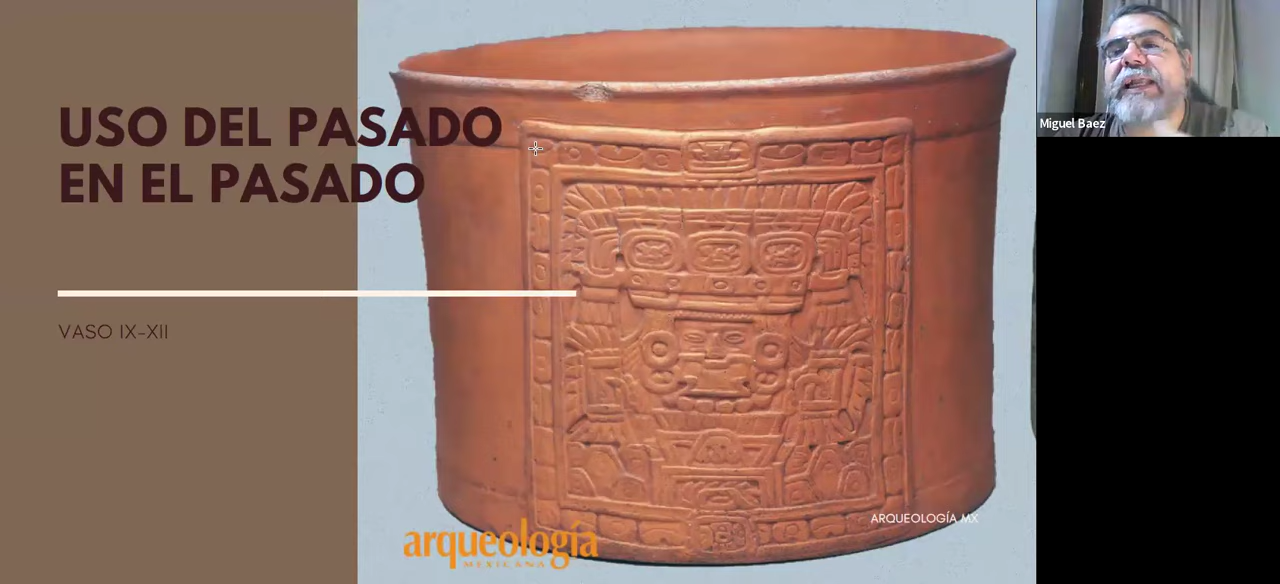 USO DEL PASADO
EN EL PASADO
VASO IX-XII
ARQUEOLOGÍA MX
arqueología
MEXICANA
Miguel Baez